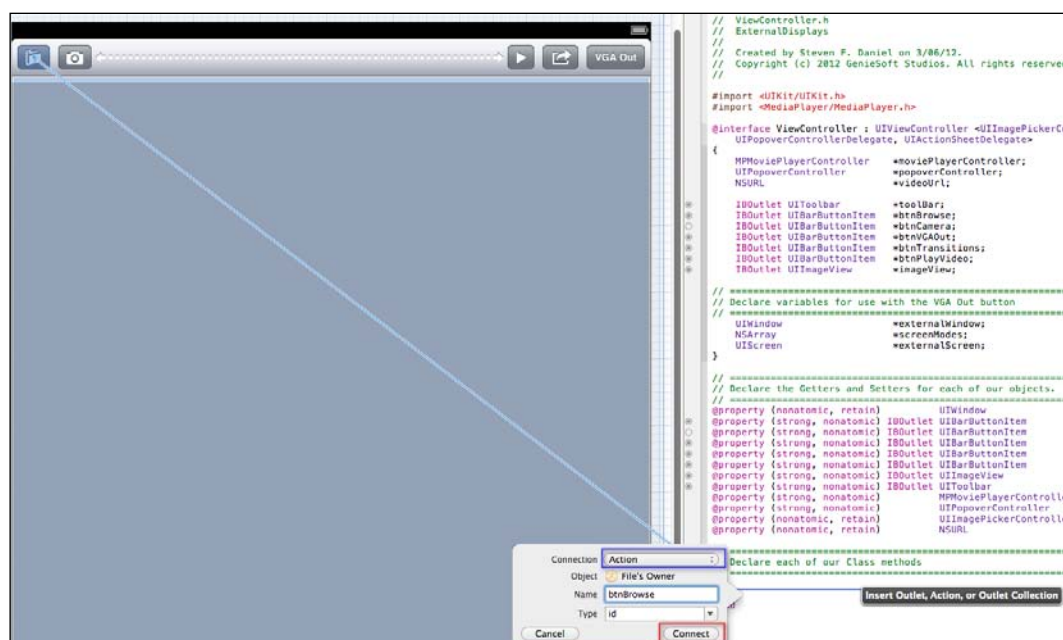 VGA Out
// ViewController.h
// ExternalDisplays
//
// Created by Steven F. Daniel on 3/06/12.
// Copyright (c) 2012 GenieSoft Studios. All rights reserved
//
#import <UIKit/UIKit.h>
#import <MediaPlayer/MediaPlayer.h>
@interface ViewController : UIViewController <UIImagePickerCo
UIPopoverControllerDelegate, UIActionSheetDelegate>
{
MPMoviePlayerController *moviePlayerController;
UIPopoverController *popoverController;
NSURL *videoUrl;
IBOutlet UIToolbar *toolBar;
IBOutlet UIBarButtonItem *btnBrowse;
IBOutlet UIBarButtonItem *btnCamera;
IBOutlet UIBarButtonItem *btnVGAOut;
IBOutlet UIBarButtonItem *btnTransitions;
IBOutlet UIBarButtonItem *btnPlayVideo;
IBOutlet UIImageView *imageView;
// ============================================
// Declare variables for use with the VGA Out button
// ============================================
UIWindow *externalWindow;
NSArray *screenModes;
UIScreen *externalScreen;
}
// ============================================
// Declare the Getters and Setters for each of our objects.
// ============================================
@property (nonatomic, retain) UIWindow
@property (strong, nonatomic) IBOutlet UIBarButtonItem
@property (strong, nonatomic) IBOutlet UIBarButtonItem
@property (strong, nonatomic) IBOutlet UIBarButtonItem
@property (strong, nonatomic) IBOutlet UIBarButtonItem
@property (strong, nonatomic) IBOutlet UIBarButtonItem
@property (strong, nonatomic) IBOutlet UIImageView
@property (strong, nonatomic) IBOutlet UIToolbar
@property (strong, nonatomic) MPMoviePlayerControlle
@property (strong, nonatomic) UIPopoverController
@property (nonatomic, retain) UIImagePickerControlle
@property (nonatomic, retain) NSURL
Declare each of our Class methods
Connection Action
Object File's Owner
Name btnBrowse
Type id
Cancel Connect
Insert Outlet, Action, or Outlet Collection